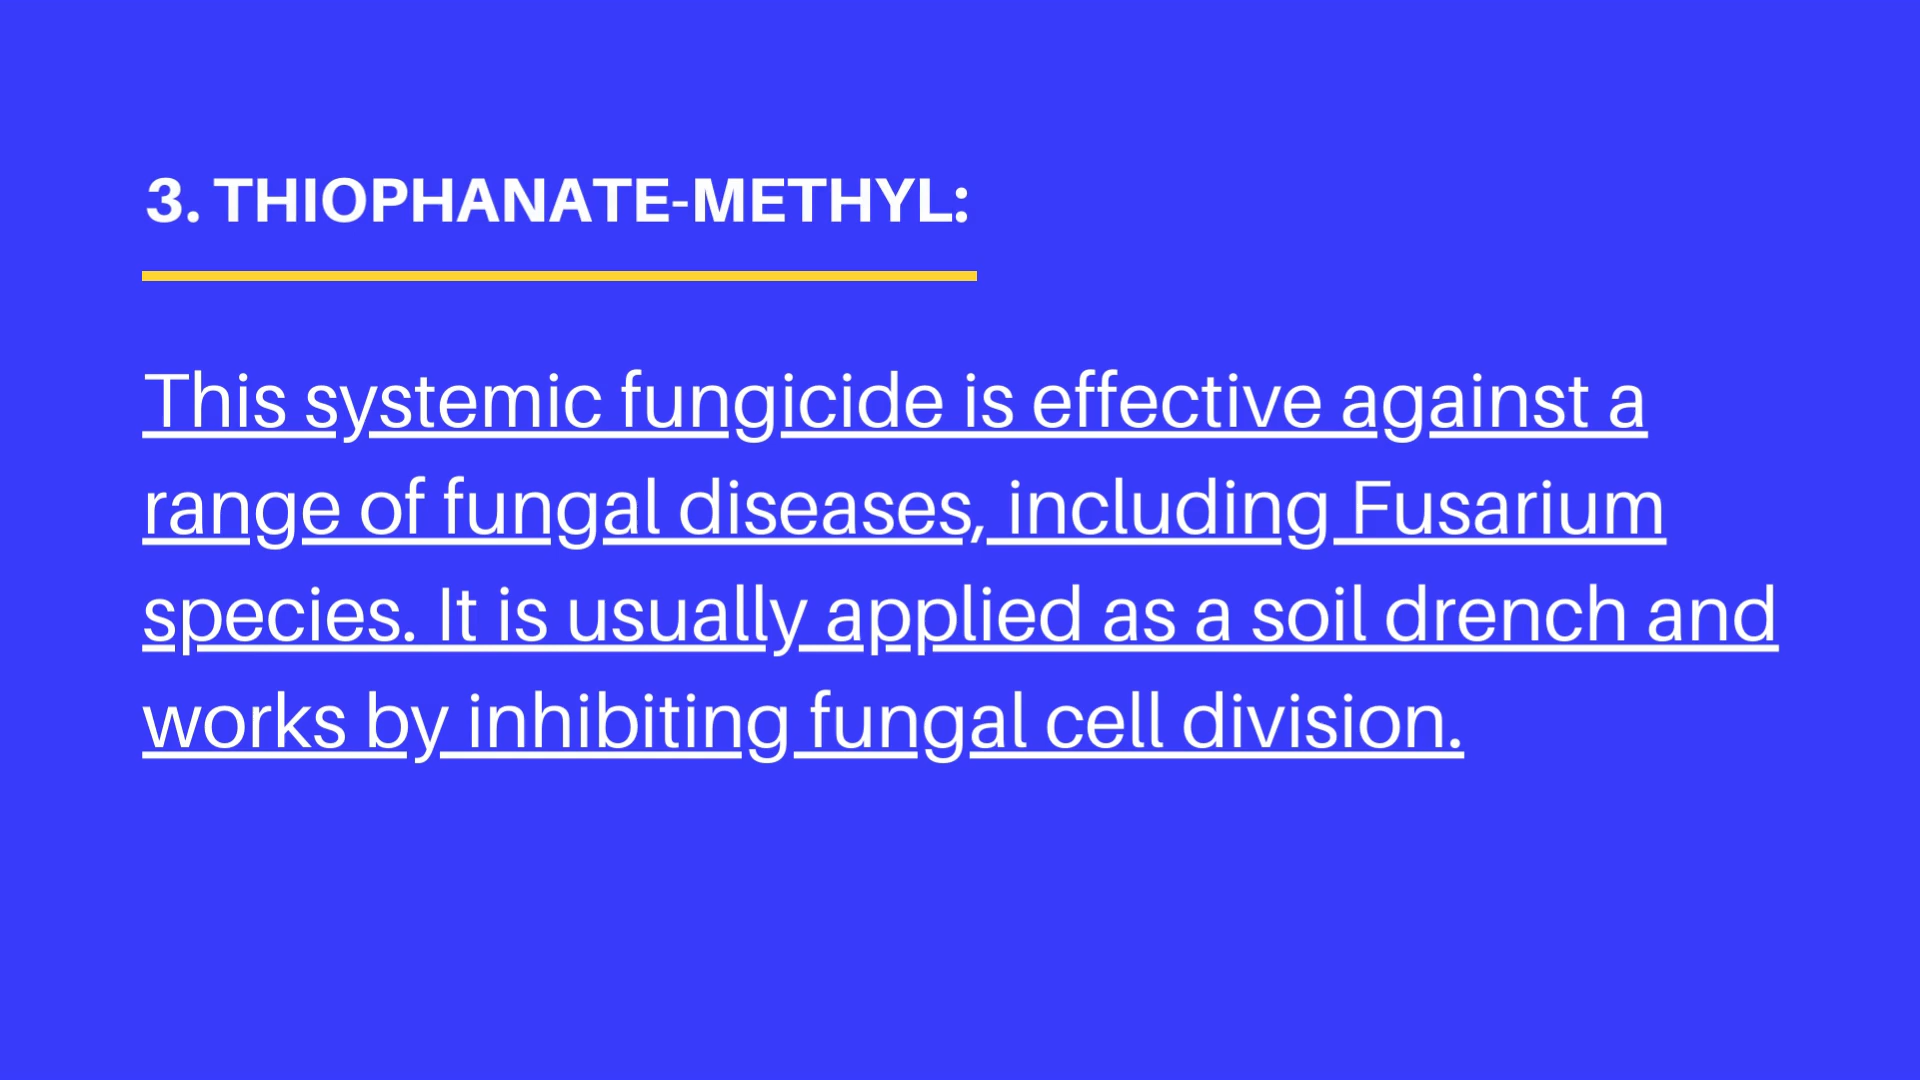 3. THIOPHANATE-METHYL:
This systemic fungicide is effective against a
range of fungal diseases, including Fusarium
species. It is usually applied as a soil drench and
works by inhibiting fungal cell division.